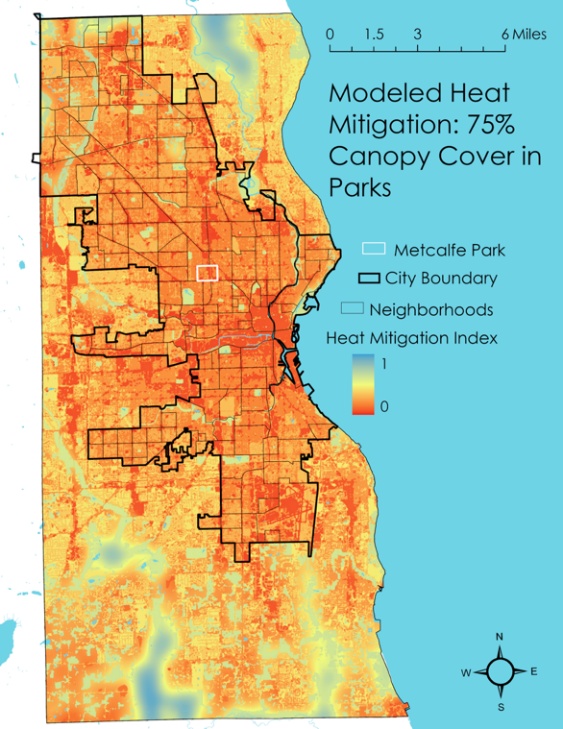 0 1.5 3 6 Miles
Modeled Heat
Mitigation: 75%
Canopy Cover in
Parks
Metcalfe Park
City Boundary
Neighborhoods
Heat Mitigation Index
1
0
N
W E
S